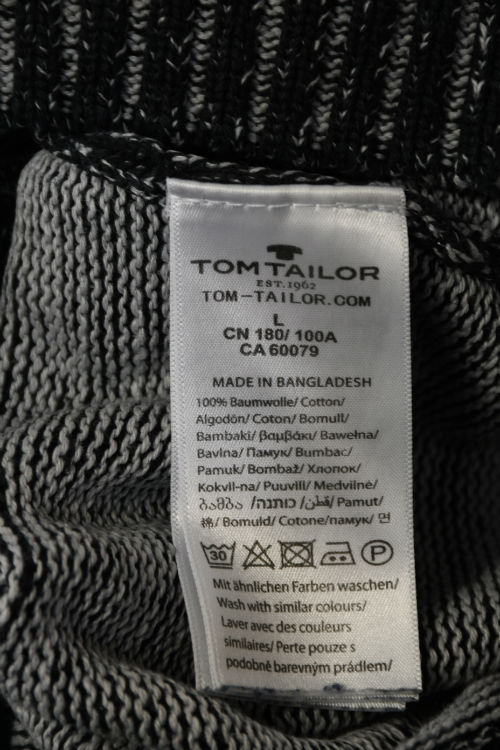 TOM TAILOR
EST. 1962
TOM-TAILOR.COM
L
CN 180/ 100A
CA 60079
MADE IN BANGLADESH
100% Baumwolle/ Cotton/
Algodón/ Coton/ Bomull/
Bambaki/ βαμβάκι/ Bawełna/
Bavlna/ Памук/ Bumbac/
Pamuk/ Bombaž/ Хлопок/
Kokvil-na/ Puuvill/ Medvilnė/
ბამბა/ כותנה/ قطن/ Pamut/
棉/ Bomuld/ Cotone/памук/ 면
30 P
Mit ähnlichen Farben waschen/
Wash with similar colours/
Laver avec des couleurs
similaires/ Perte pouze s
podobně barevným prádlem/